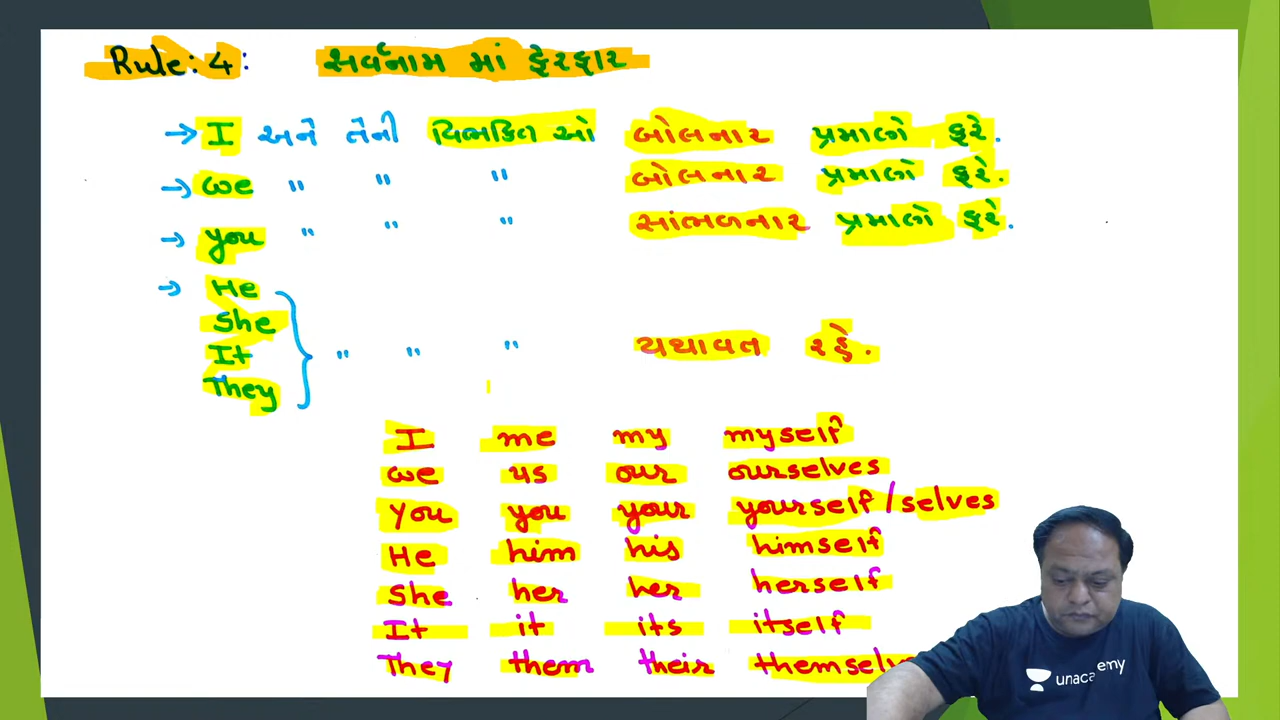 Rule: 4: સર્વનામ માં ફેરફાર
→ I અને તેની વિભકિત ઓ બોલનાર પ્રમાણે ફરે.
→ we " " " બોલનાર પ્રમાણે ફરે.
→ you " " " સાંભળનાર પ્રમાણે ફરે.
→ He
She
It " " " યથાવત રહે.
They
I me my myself
we us our ourselves
You you your yourself/selves
He him his himself
She her her herself
It it its itself
They them their
unacademy